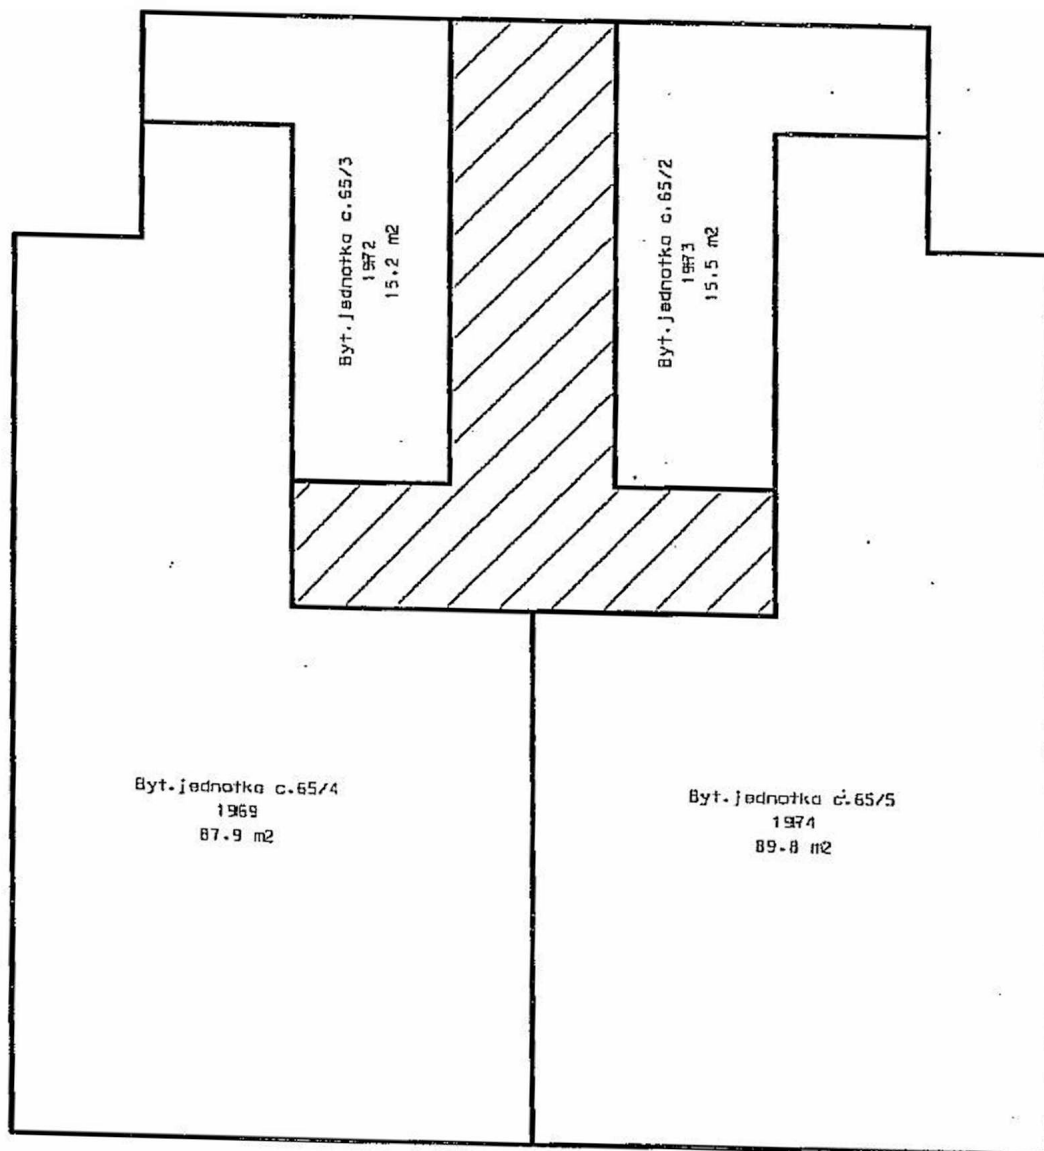 Byt.jednotka c.65/3
1972
15.2 m2
Byt.jednotka c.65/2
1973
15.5 m2
Byt.jednotka c.65/4
1969
87.9 m2
Byt.jednotka c.65/5
1974
89.8 m2